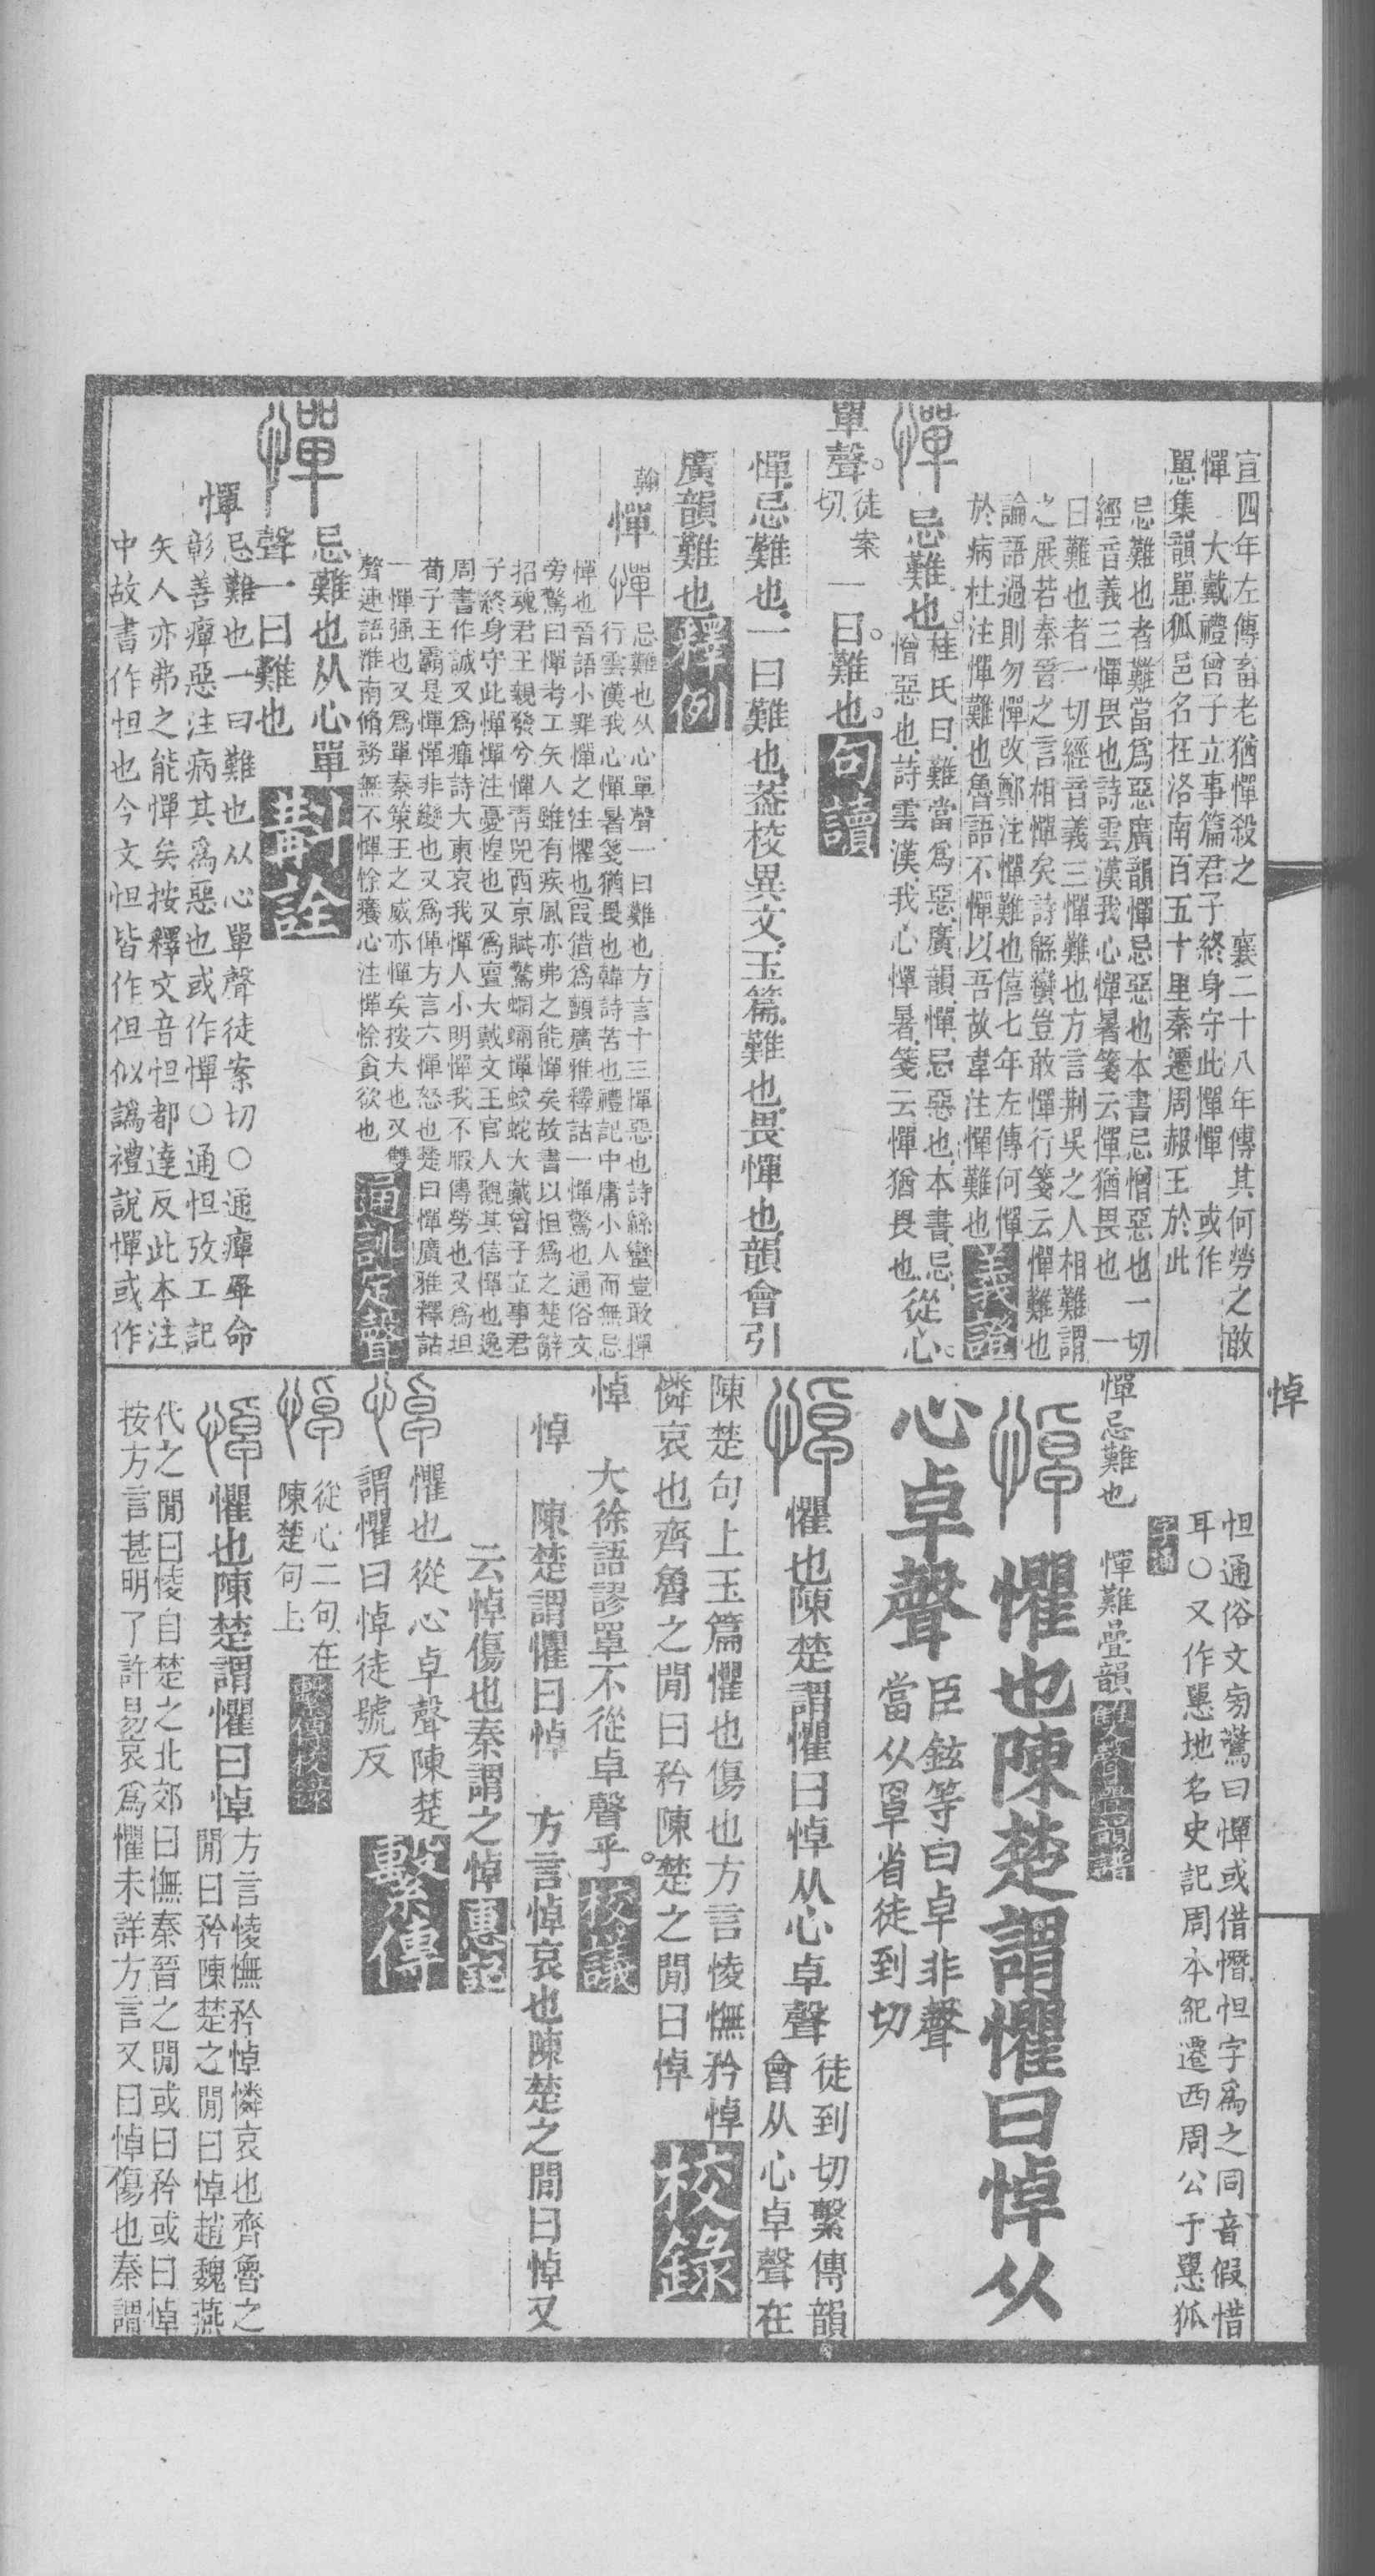 宣四年左傳畜老猶憚殺之　襄二十八年傳其何勞之敢
憚　大戴禮曾子立事篇君子終身守此憚憚　或作
㦨集韻㦨狐邑名在洛南百五十里秦遷周赧王於此
忌難也者難當爲惡廣韻憚忌惡也本書忌憎惡也一切
經音義三憚畏也詩雲漢我心憚暑箋云憚猶畏也　一
曰難也者一切經音義三憚難也方言荆吳之人相難謂
之展若秦晉之言相憚矣詩緜蠻豈敢憚行箋云憚難也
論語過則勿憚改鄭注憚難也僖七年左傳何憚
於病杜注憚難也魯語不憚以吾故韋注憚難也義證
憚
忌難也。桂氏曰、難當爲惡、廣韻、憚、忌惡也、本書、忌、
憎惡也、詩雲漢、我心憚暑、箋云憚猶畏也、從心。
單聲。徒案
切、一曰。難也。句讀
憚、忌難也、一曰難也、葢校異文、玉篇、難也、畏憚也、韻會引
廣韻難也釋例
翰
憚
憚
忌難也从心單聲一曰難也方言十三憚惡也詩緜蠻豈敢憚
行雲漢我心憚暑箋猶畏也韓詩苦也禮記中庸小人而無忌
憚也晉語小罪憚之注懼也叚借爲顫廣雅釋詁一憚驚也通俗文
旁驚曰憚考工矢人雖有疾風亦弗之能憚矣故書以怛爲之楚辭
招魂君王親發兮憚靑兕西京賦驚蝄蜽憚蛟蛇大戴曾子立事君
子終身守此憚憚注憂惶也又爲亶大戴文王官人觀其信憚也逸
周書作誠又爲癉詩大東哀我憚人小明憚我不暇傳勞也又爲坦
荀子王霸是憚憚非變也又爲僤方言六憚怒也楚曰憚廣雅釋詁
一憚强也又爲單秦策王之威亦憚矣按大也又雙
聲連語淮南脩務無不憚悇癢心注憚悇貪欲也通訓定聲
憚
忌難也从心單
聲一曰難也斠詮
憚
忌難也一曰難也从心單聲徒案切○通癉畢命
彰善癉惡注病其爲惡也或作憚○通怛攷工記
矢人亦弗之能憚矣按釋文音怛都達反此本注
中故書作怛也今文怛皆作但似譌禮說憚或作
悼
怛通俗文旁驚曰憚或借憯怛字爲之同音假惜
耳○又作㦨地名史記周本紀遷西周公于㦨狐
字通
憚忌難也　憚難疊韻雙聲疊韻譜
悼
懼也陳楚謂懼曰悼从
心卓聲臣鉉等曰卓非聲
當从罩省徒到切
悼
懼也陳楚謂懼曰悼从心卓聲徒到切繫傳韻
會从心卓聲在
陳楚句上玉篇懼也傷也方言悛憮矜悼
憐哀也齊魯之閒曰矜陳楚之閒曰悼校錄
悼　大徐語謬罩不從卓聲乎。校議
悼　陳楚謂懼曰悼　方言悼哀也陳楚之閒曰悼又
云悼傷也秦謂之悼惠記
悼
懼也從心卓聲陳楚
謂懼曰悼徒號反繫傳
悼
從心二句在
陳楚句上繫傳校錄
悼
懼也陳楚謂懼曰悼方言悛憮矜悼憐哀也齊魯之
閒曰矜陳楚之閒曰悼趙魏燕
代之閒曰悛自楚之北郊曰憮秦晉之閒或曰矜或曰悼
按方言甚明了許易哀爲懼未詳方言又曰悼傷也秦謂